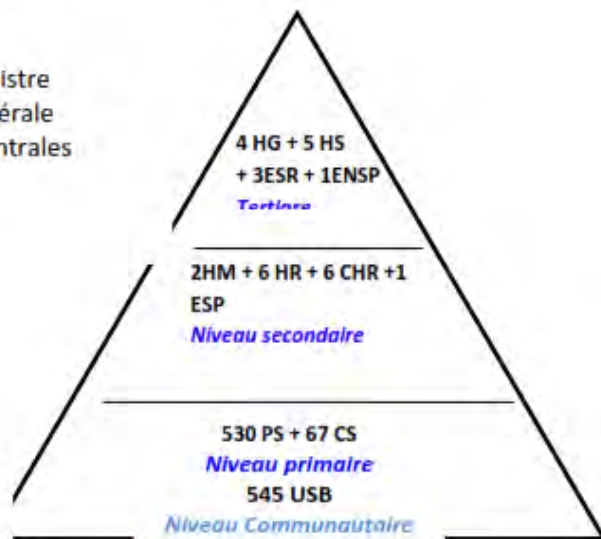 istre
érale
ntrales
4 HG + 5 HS
+ 3ESR + 1ENSP
Tertiare
2HM + 6 HR + 6 CHR +1
ESP
Niveau secondaire
530 PS + 67 CS
Niveau primaire
545 USB
Niveau Communautaire